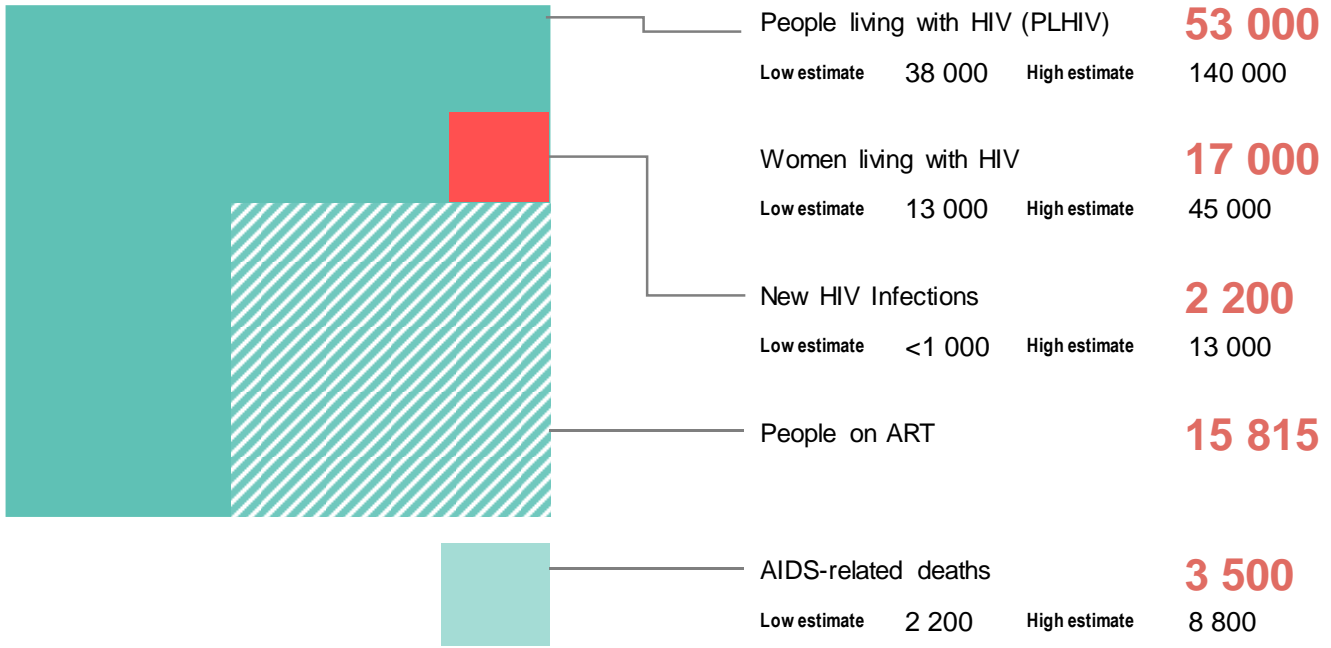 People living with HIV (PLHIV) 53 000
Low estimate 38 000 High estimate 140 000
Women living with HIV 17 000
Low estimate 13 000 High estimate 45 000
New HIV Infections 2 200
Low estimate <1 000 High estimate 13 000
People on ART 15 815
AIDS-related deaths 3 500
Low estimate 2 200 High estimate 8 800